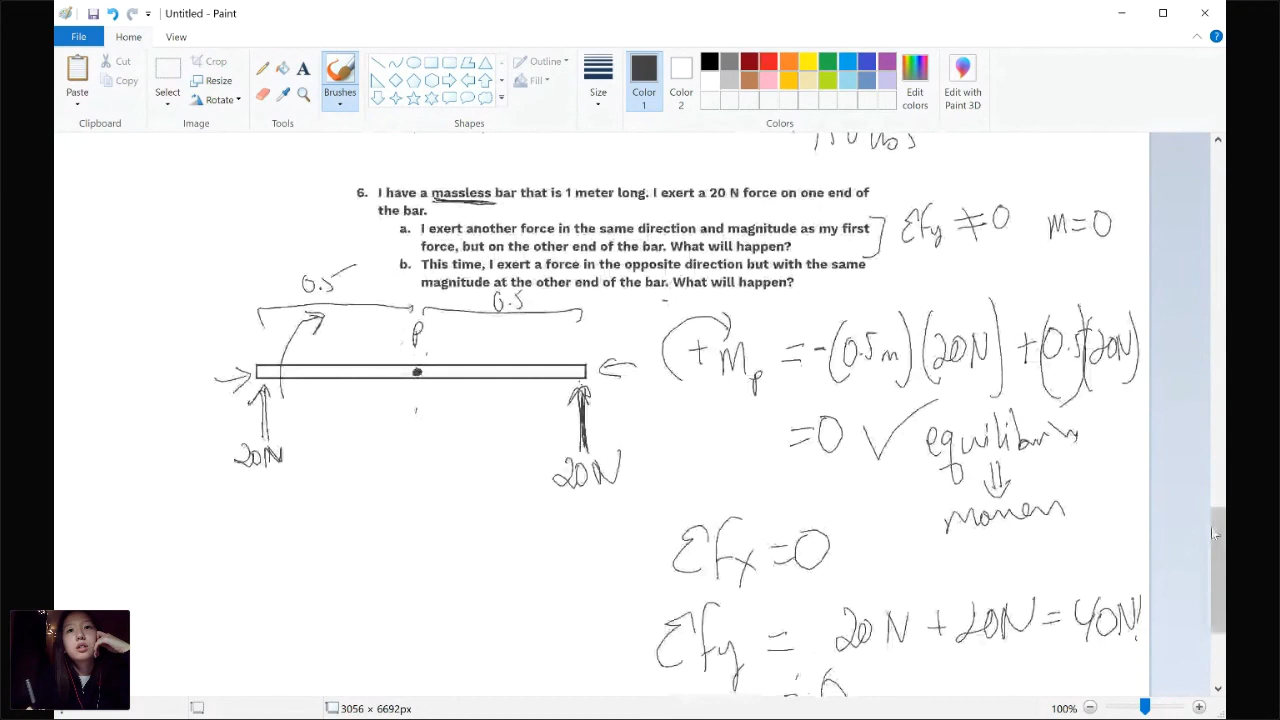 Untitled - Paint
File
Home
View
Paste
Cut
Copy
Clipboard
Select
Crop
Resize
Rotate
Image
Tools
Brushes
Shapes
Outline
Fill
Size
Color
1
Color
2
Edit
colors
Edit with
Paint 3D
Colors
6. I have a massless bar that is 1 meter long. I exert a 20 N force on one end of
the bar.
a. I exert another force in the same direction and magnitude as my first
force, but on the other end of the bar. What will happen?
b. This time, I exert a force in the opposite direction but with the same
magnitude at the other end of the bar. What will happen?
ΣFy ≠ 0 M=0
0.5
0.5
P
20N
20N
+Mp = -(0.5m)(20N) + (0.5)(20N)
=0 ✓ equilibrium
⇓
ΣFx=0
ΣFy = 20N + 20N = 40N!
3056 × 6692px
100%